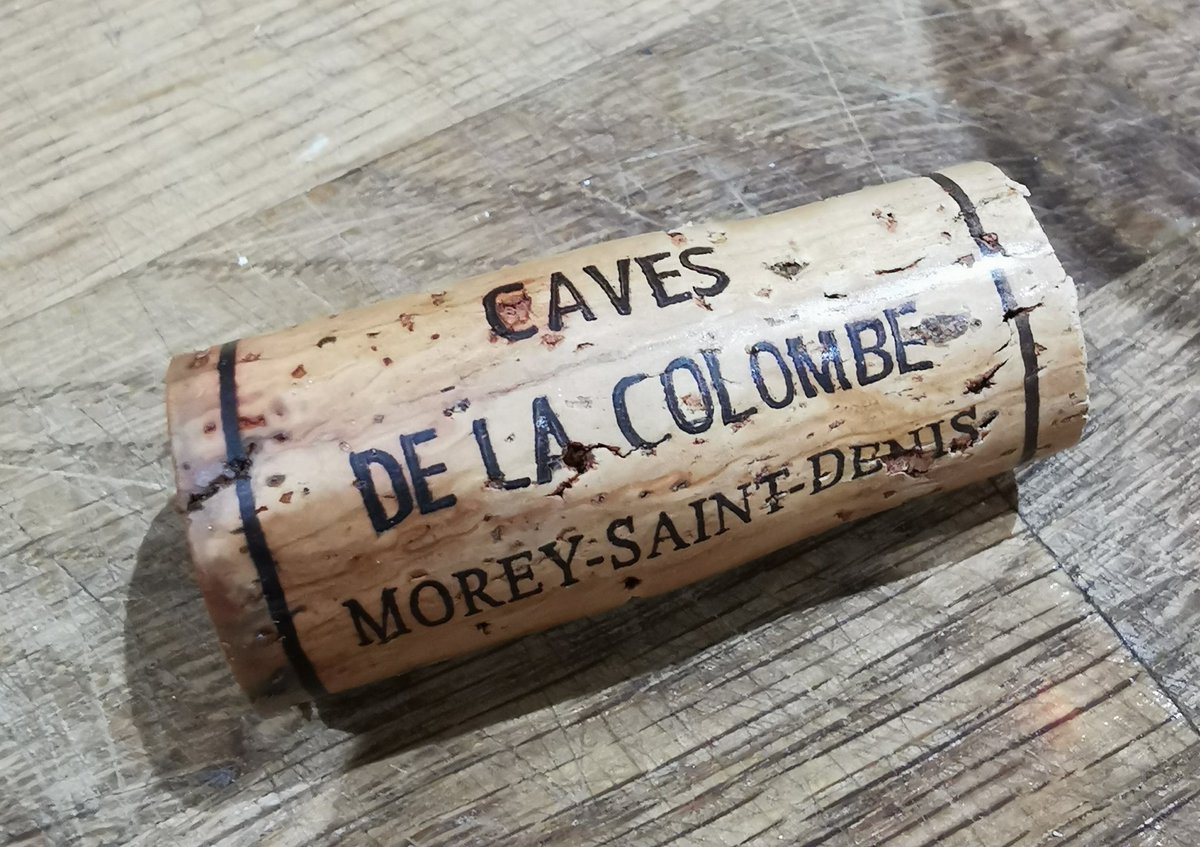 CAVES
DE LA COLOMBE
MOREY-SAINT-DENIS